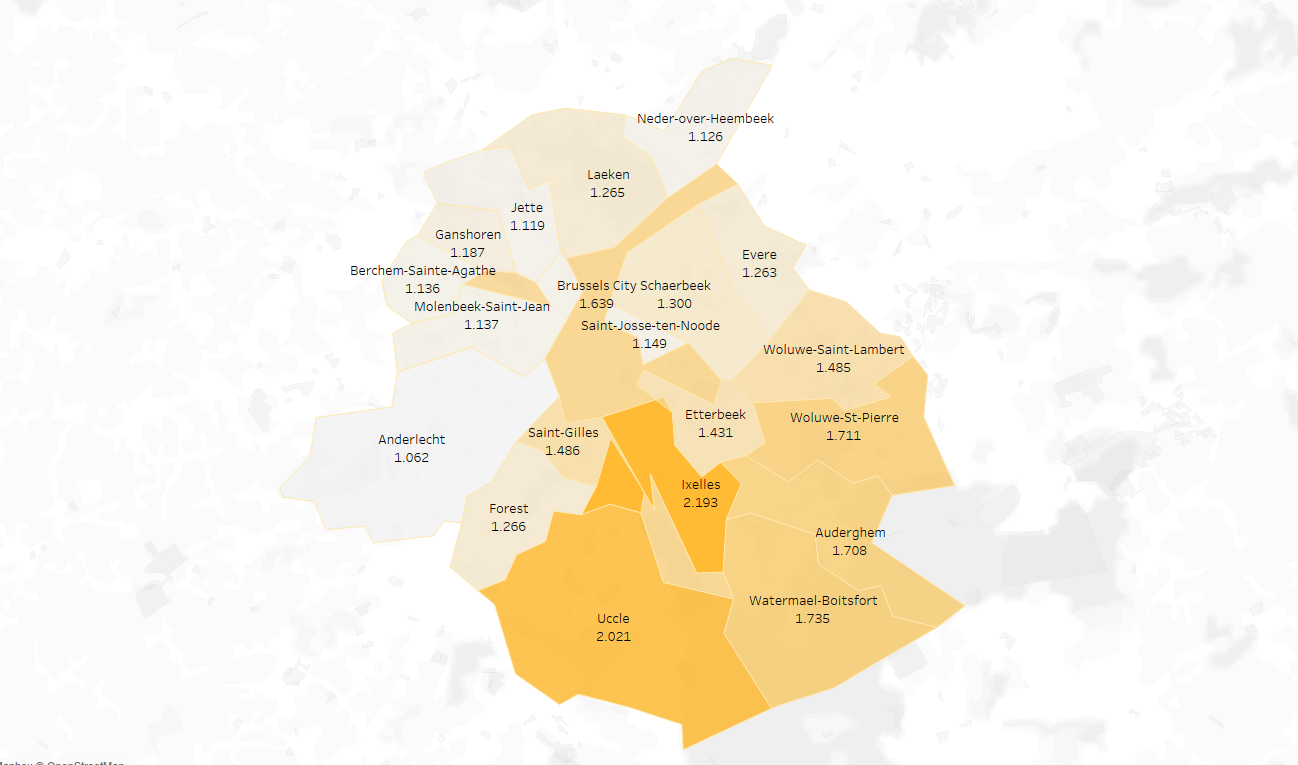 Neder-over-Heembeek
1.126
Laeken
1.265
Jette
1.119
Ganshoren
1.187
Evere
1.263
Berchem-Sainte-Agathe
1.136
Brussels City
1.639
Schaerbeek
1.300
Molenbeek-Saint-Jean
1.137
Saint-Josse-ten-Noode
1.149
Woluwe-Saint-Lambert
1.485
Etterbeek
1.431
Woluwe-St-Pierre
1.711
Saint-Gilles
1.486
Anderlecht
1.062
Ixelles
2.193
Forest
1.266
Auderghem
1.708
Watermael-Boitsfort
1.735
Uccle
2.021
© OpenStreetMap